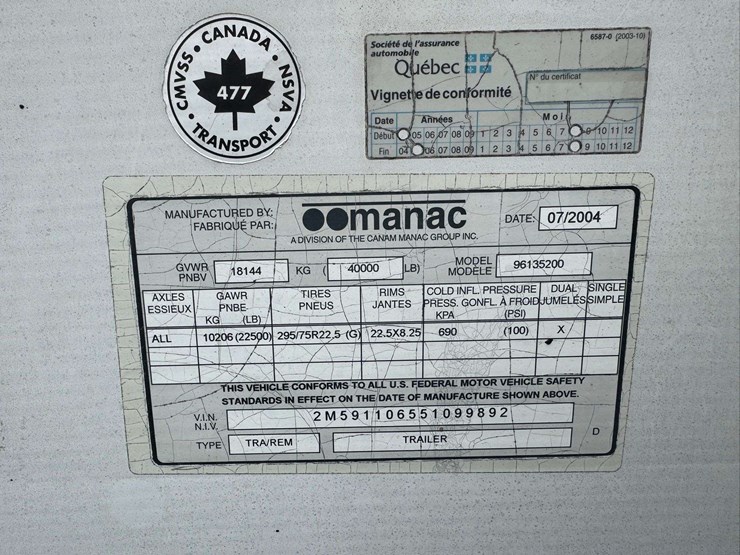 CMVSS • CANADA • NSVA
477
• TRANSPORT •
6587-0 (2003-10)
Société de l'assurance
automobile
Québec
N° du certificat
Vignette de conformité
Date Années Mois
Début 05 06 07 08 09 1 2 3 4 5 6 7 9 10 11 12
Fin 04 06 07 08 09 1 2 3 4 5 6 7 9 10 11 12
MANUFACTURED BY:
FABRIQUÉ PAR:
manac
A DIVISION OF THE CANAM MANAC GROUP INC.
DATE: 07/2004
GVWR
PNBV
18144 KG ( 40000 LB)
MODEL
MODÈLE
96135200
AXLES GAWR TIRES RIMS COLD INFL. PRESSURE DUAL SINGLE
ESSIEUX PNBE PNEUS JANTES PRESS. GONFL. À FROID JUMELÉS SIMPLE
KG (LB) KPA (PSI)
ALL 10206 (22500) 295/75R22.5 (G) 22.5X8.25 690 (100) X
THIS VEHICLE CONFORMS TO ALL U.S. FEDERAL MOTOR VEHICLE SAFETY
STANDARDS IN EFFECT ON THE DATE OF MANUFACTURE SHOWN ABOVE.
V.I.N.
N.I.V.
2M591106551099892
TYPE TRA/REM TRAILER D